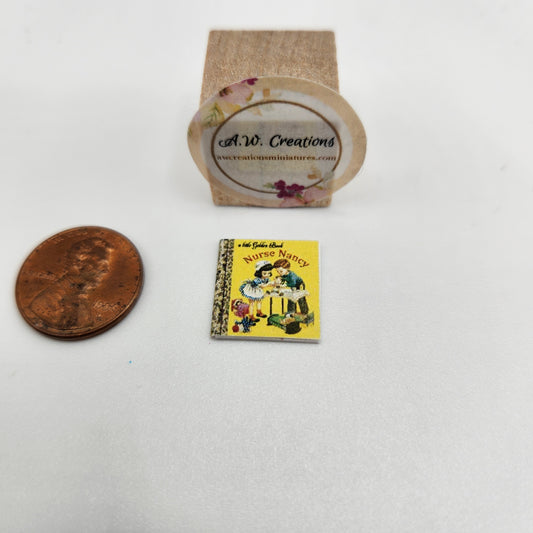 A.W. Creations
awcreationsminiatures.com
a Little Golden Book
Nurse Nancy